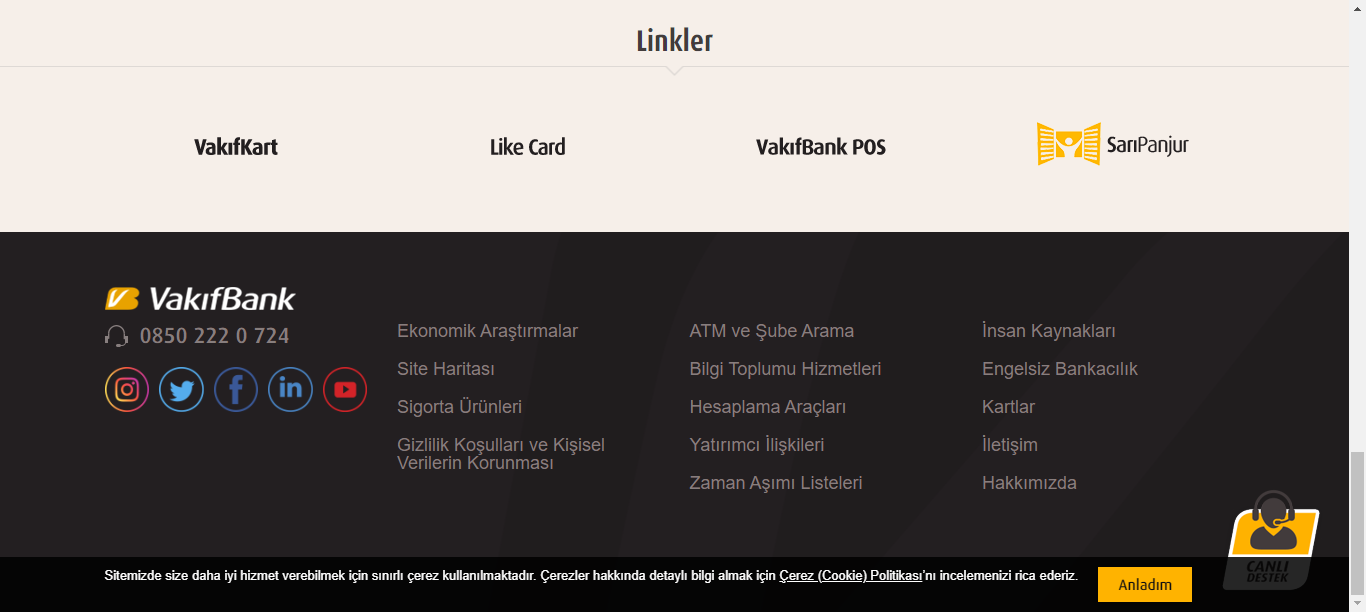 Linkler
VakıfKart
Like Card
VakıfBank POS
SarıPanjur
VakıfBank
0850 222 0 724
Ekonomik Araştırmalar
Site Haritası
Sigorta Ürünleri
Gizlilik Koşulları ve Kişisel
Verilerin Korunması
ATM ve Şube Arama
Bilgi Toplumu Hizmetleri
Hesaplama Araçları
Yatırımcı İlişkileri
Zaman Aşımı Listeleri
İnsan Kaynakları
Engelsiz Bankacılık
Kartlar
İletişim
Hakkımızda
CANLI
DESTEK
Sitemizde size daha iyi hizmet verebilmek için sınırlı çerez kullanılmaktadır. Çerezler hakkında detaylı bilgi almak için Çerez (Cookie) Politikası'nı incelemenizi rica ederiz.
Anladım